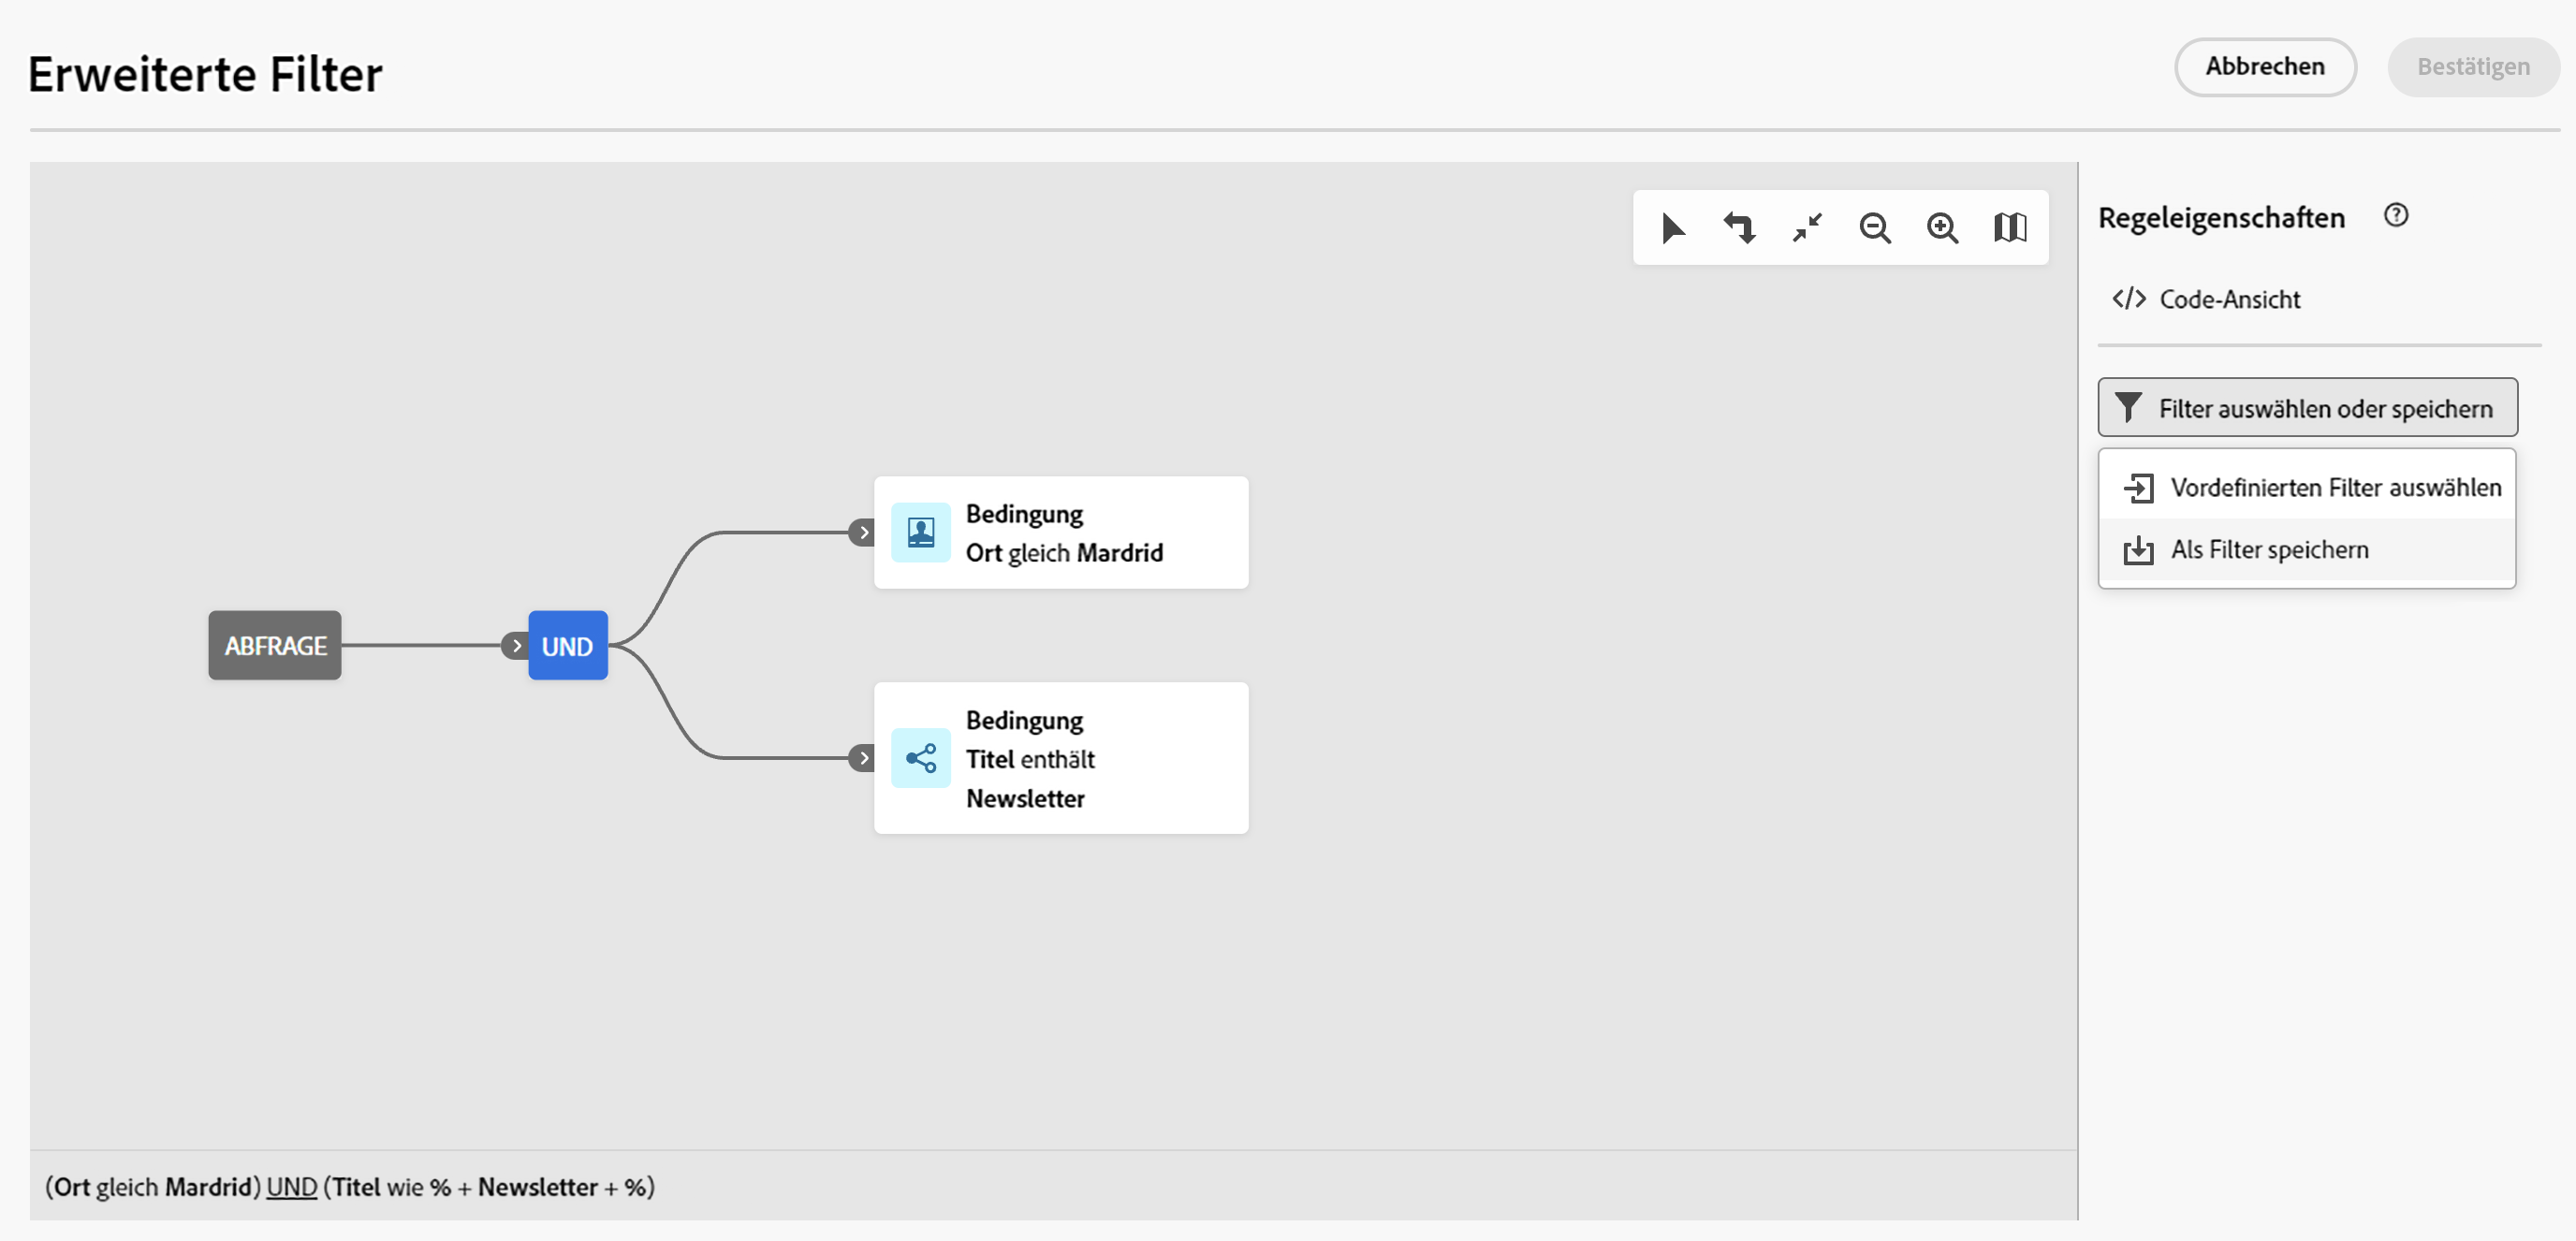 Erweiterte Filter
Abbrechen
Bestätigen
Regeleigenschaften
Code-Ansicht
Filter auswählen oder speichern
Vordefinierten Filter auswählen
Als Filter speichern
Bedingung
Ort gleich Mardrid
ABFRAGE
UND
Bedingung
Titel enthält
Newsletter
(Ort gleich Mardrid) UND (Titel wie % + Newsletter + %)